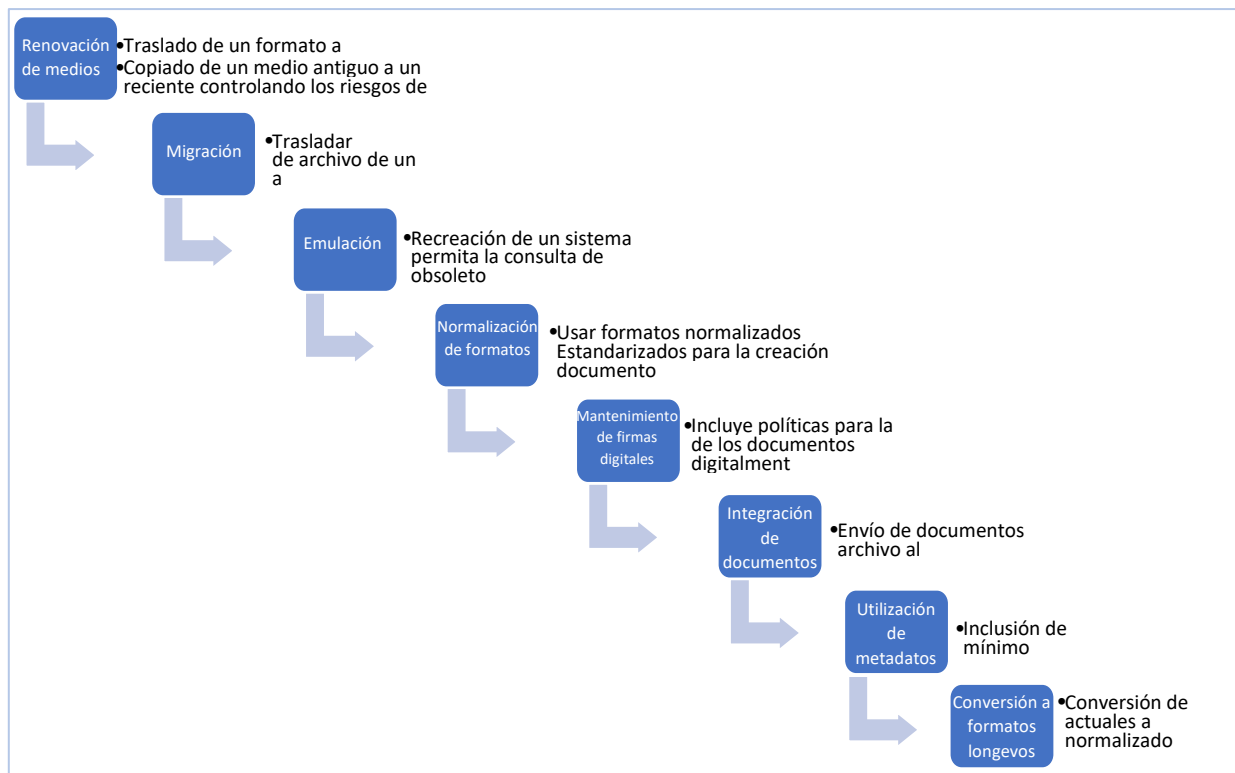 Renovación
de medios
•Traslado de un formato a
•Copiado de un medio antiguo a un
reciente controlando los riesgos de
Migración
•Trasladar
de archivo de un
a
Emulación
•Recreación de un sistema
permita la consulta de
obsoleto
Normalización
de formatos
•Usar formatos normalizados
Estandarizados para la creación
documento
Mantenimiento
de firmas
digitales
•Incluye políticas para la
de los documentos
digitalment
Integración
de
documentos
•Envío de documentos
archivo al
Utilización
de
metadatos
•Inclusión de
mínimo
Conversión a
formatos
longevos
•Conversión de
actuales a
normalizado